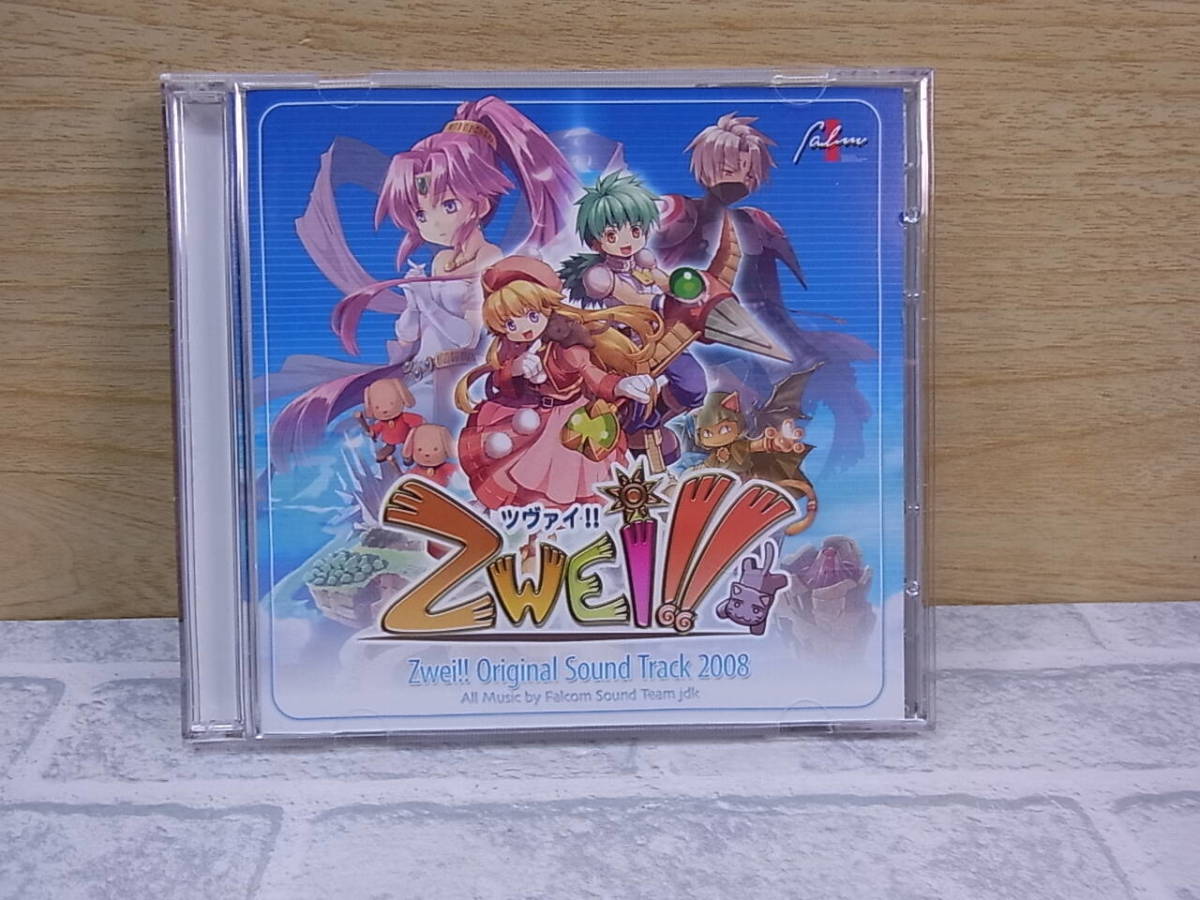 falcom
ツヴァイ!!
Zwei!!
Zwei!! Original Sound Track 2008
All Music by Falcom Sound Team jdk